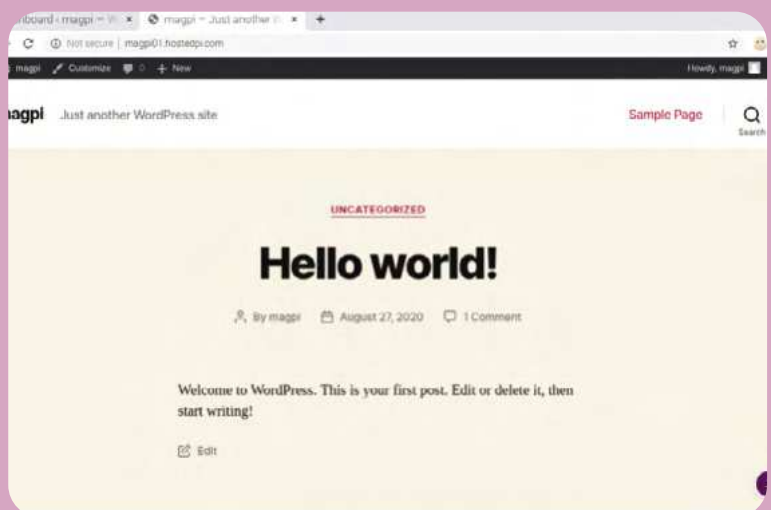 magpi – Just another
Not secure | magpi01.hostedpi.com
magpi Customize 0 + New Howdy, magpi
magpi Just another WordPress site Sample Page
Search
UNCATEGORIZED
Hello world!
By magpi August 27, 2020 1 Comment
Welcome to WordPress. This is your first post. Edit or delete it, then
start writing!
Edit